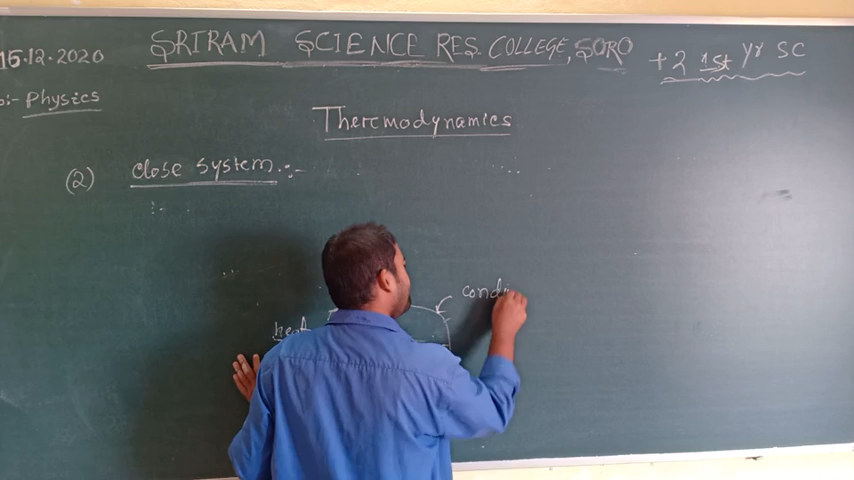 15.12.2020
SRIRAM SCIENCE RES. COLLEGE, SORO
+2 1st Yr SC
:- Physics
Thermodynamics
(2) close system :-
condi
heat